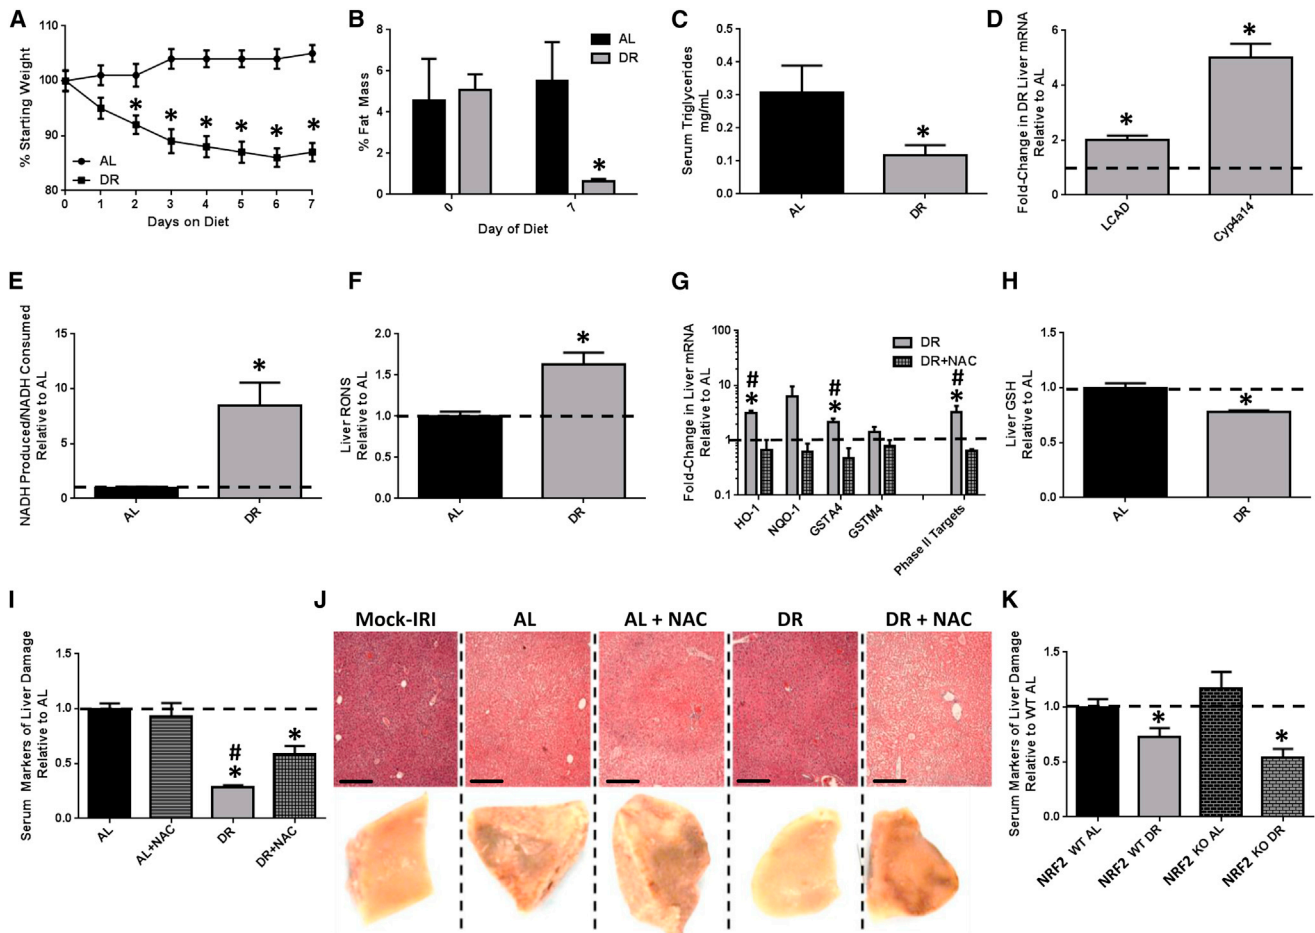 A
% Starting Weight
110
100
90
80
AL
DR
0 1 2 3 4 5 6 7
* * * * * *
Days on Diet
B
% Fat Mass
8
6
4
2
0
AL
DR
*
0 7
Day of Diet
C
Serum Triglycerides
mg/mL
0.5
0.4
0.3
0.2
0.1
0.0
*
AL DR
D
Fold-Change in DR Liver mRNA
Relative to AL
6
4
2
0
* *
LCAD Cyp4a14
E
NADH Produced/NADH Consumed
Relative to AL
15
10
5
0
*
AL DR
F
Liver RONS
Relative to AL
2.0
1.5
1.0
0.5
0.0
*
AL DR
G
Fold-Change in Liver mRNA
Relative to AL
100
10
1
0.1
DR
DR+NAC
# # #
* * *
HO-1 NQO-1 GSTA4 GSTM4 Phase II Targets
H
Liver GSH
Relative to AL
1.5
1.0
0.5
0.0
*
AL DR
I
Serum Markers of Liver Damage
Relative to AL
1.5
1.0
0.5
0.0
#
* *
AL AL+NAC DR DR+NAC
J
Mock-IRI AL AL + NAC DR DR + NAC
K
Serum Markers of Liver Damage
Relative to WT AL
1.5
1.0
0.5
0.0
* *
NRF2 WT AL NRF2 WT DR NRF2 KO AL NRF2 KO DR